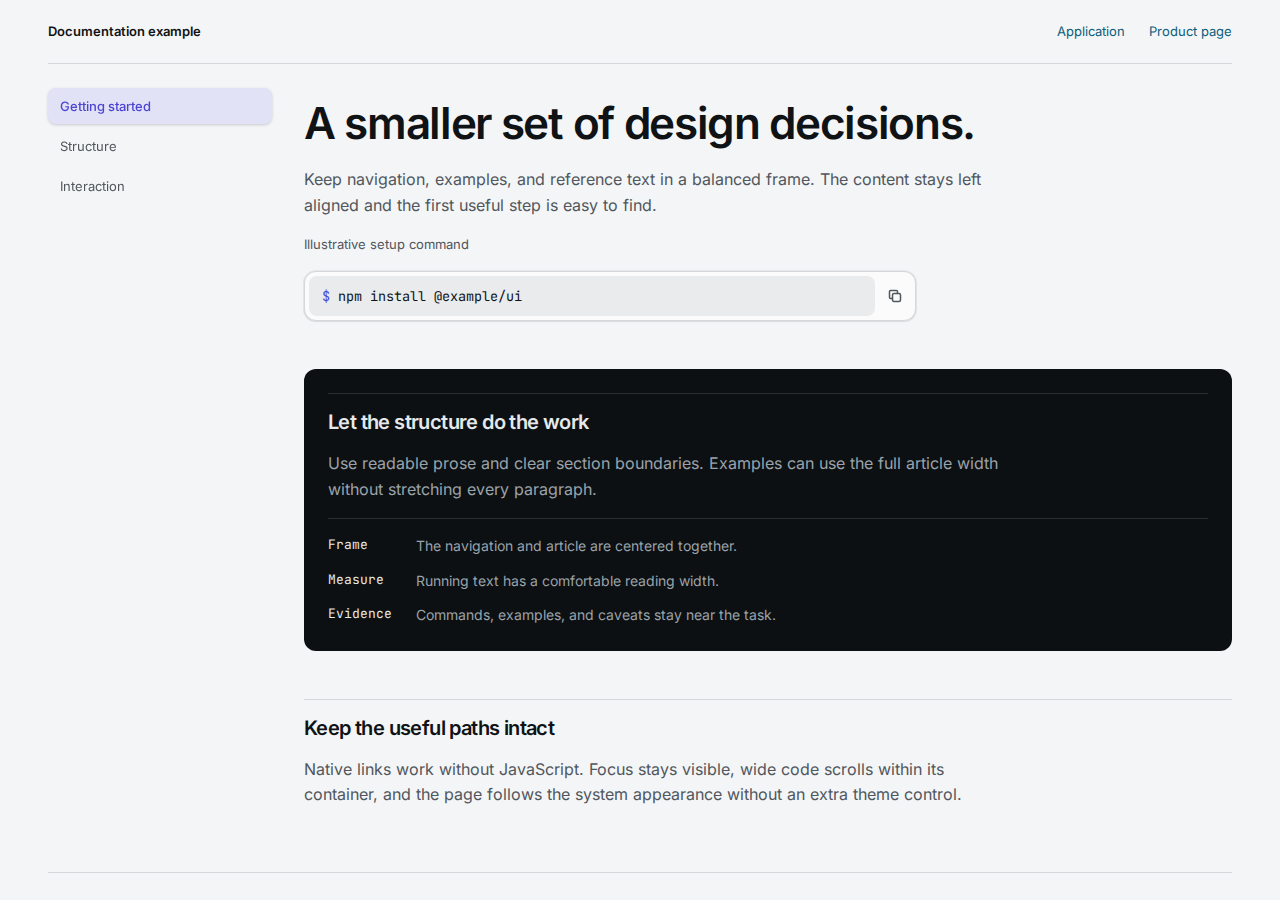 Documentation example
Application
Product page
Getting started
Structure
Interaction
A smaller set of design decisions.
Keep navigation, examples, and reference text in a balanced frame. The content stays left
aligned and the first useful step is easy to find.
Illustrative setup command
$ npm install @example/ui
Let the structure do the work
Use readable prose and clear section boundaries. Examples can use the full article width
without stretching every paragraph.
Frame The navigation and article are centered together.
Measure Running text has a comfortable reading width.
Evidence Commands, examples, and caveats stay near the task.
Keep the useful paths intact
Native links work without JavaScript. Focus stays visible, wide code scrolls within its
container, and the page follows the system appearance without an extra theme control.